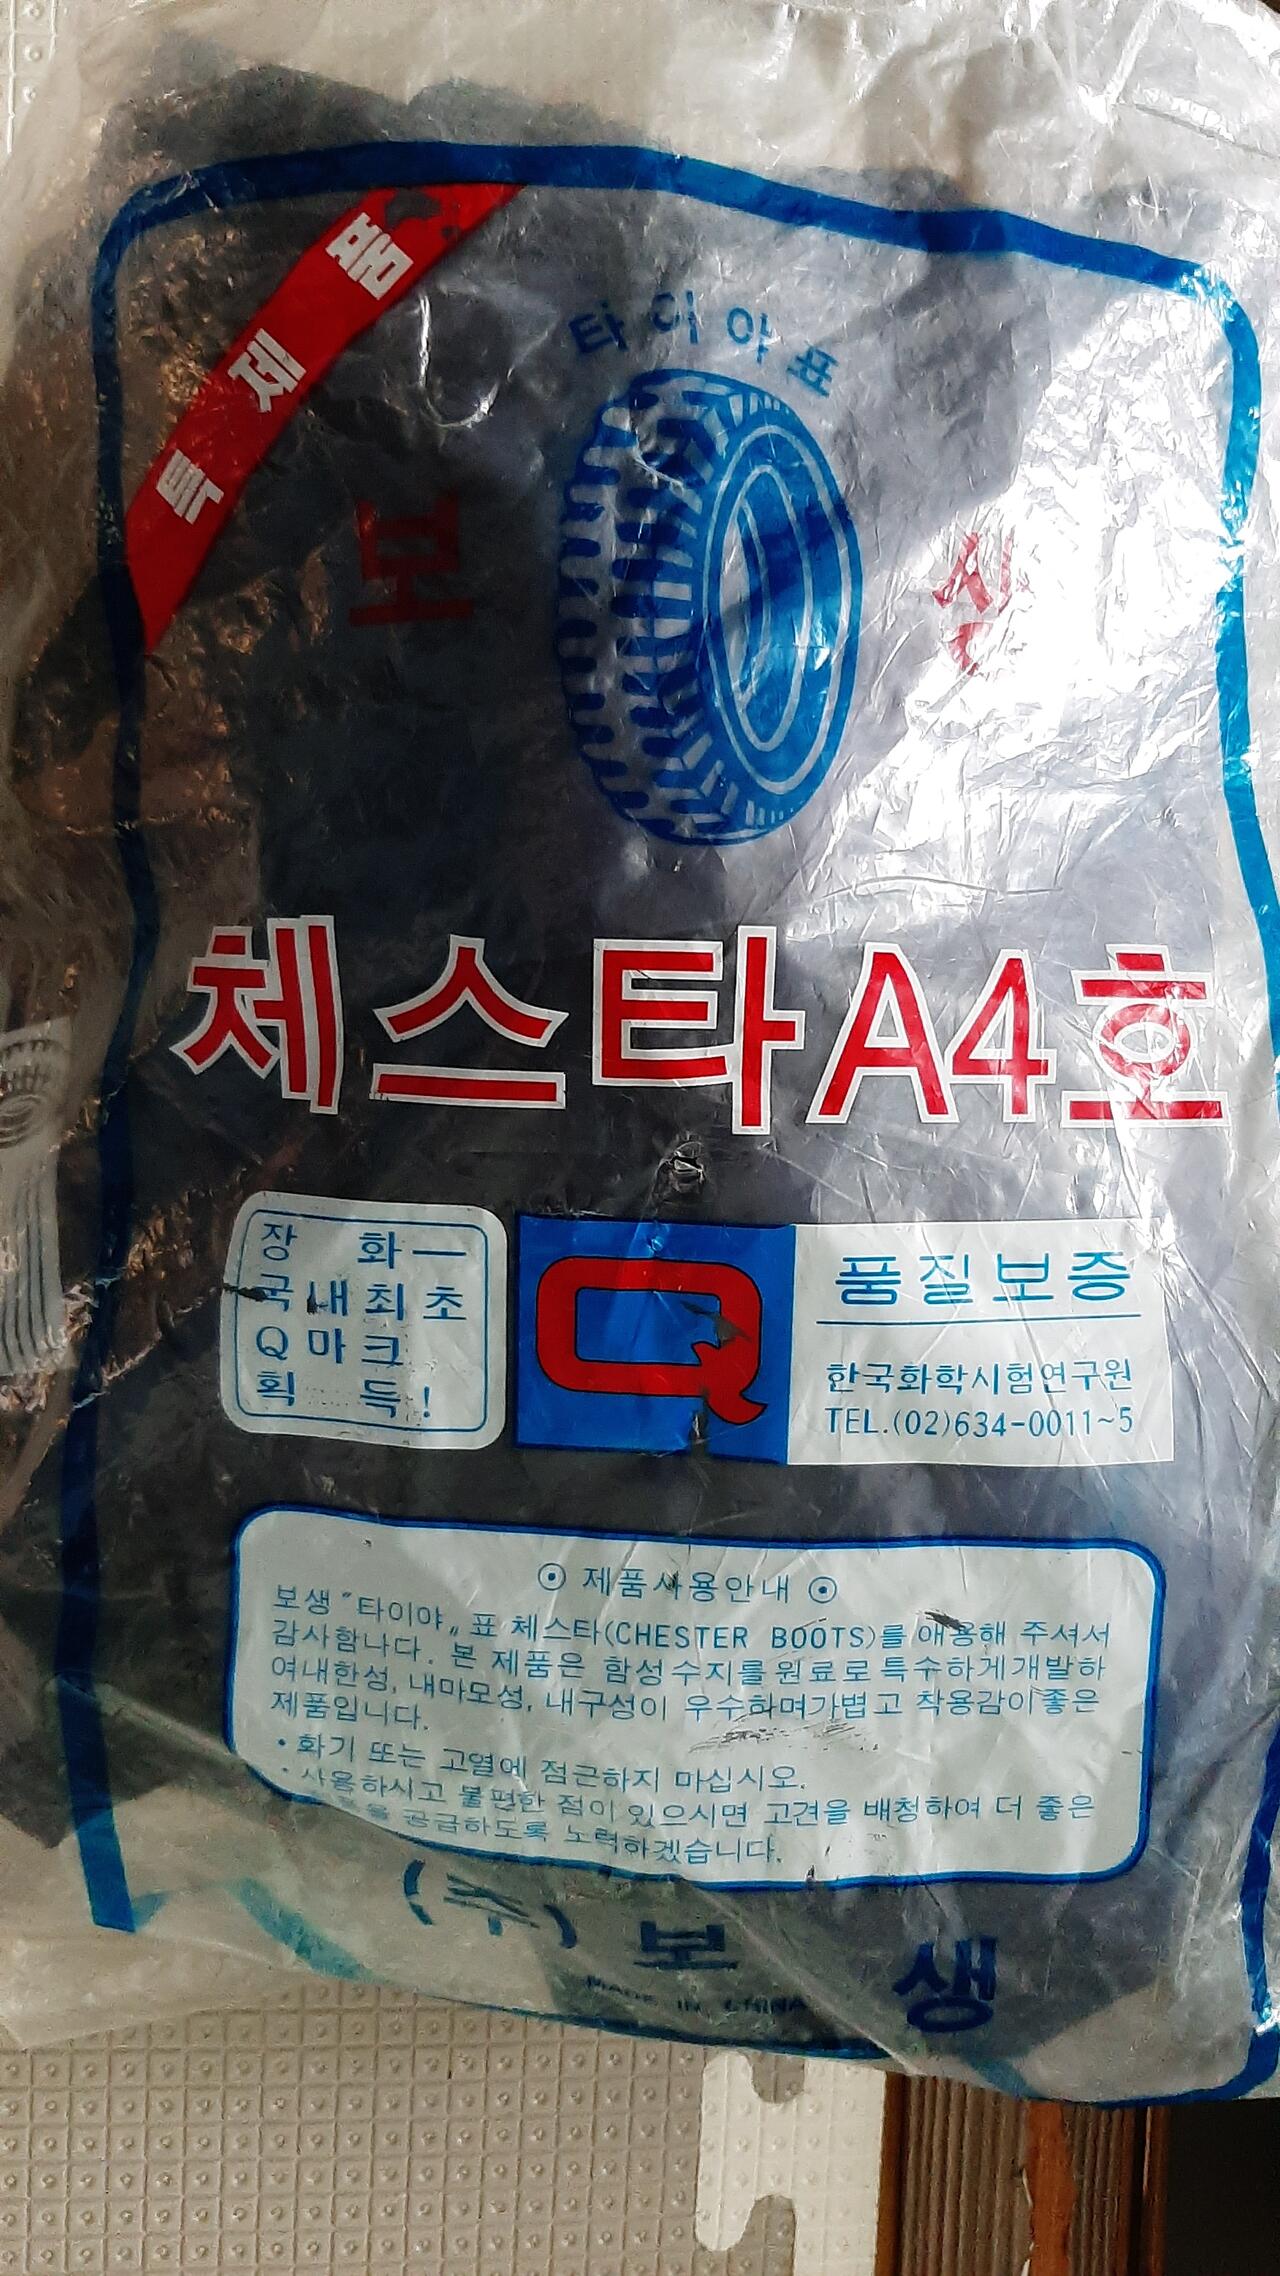 특제품
타이아표
보 상
체스타A4호
장 화—
국내최초
Q마크
획 득!
Q
품질보증
한국화학시험연구원
TEL.(02)634-0011~5
⊙ 제품사용안내 ⊙
보생 “타이야„ 표 체스타(CHESTER BOOTS)를 애용해 주셔서
감사합니다. 본 제품은 합성수지를 원료로 특수하게개발하
여내한성, 내마모성, 내구성이 우수하며가볍고 착용감이좋은
제품입니다.
• 화기 또는 고열에 접근하지 마십시오.
• 사용하시고 불편한 점이 있으시면 고견을 배청하여 더 좋은
공급하도록 노력하겠습니다.
(주) 보 생
MADE IN CHINA